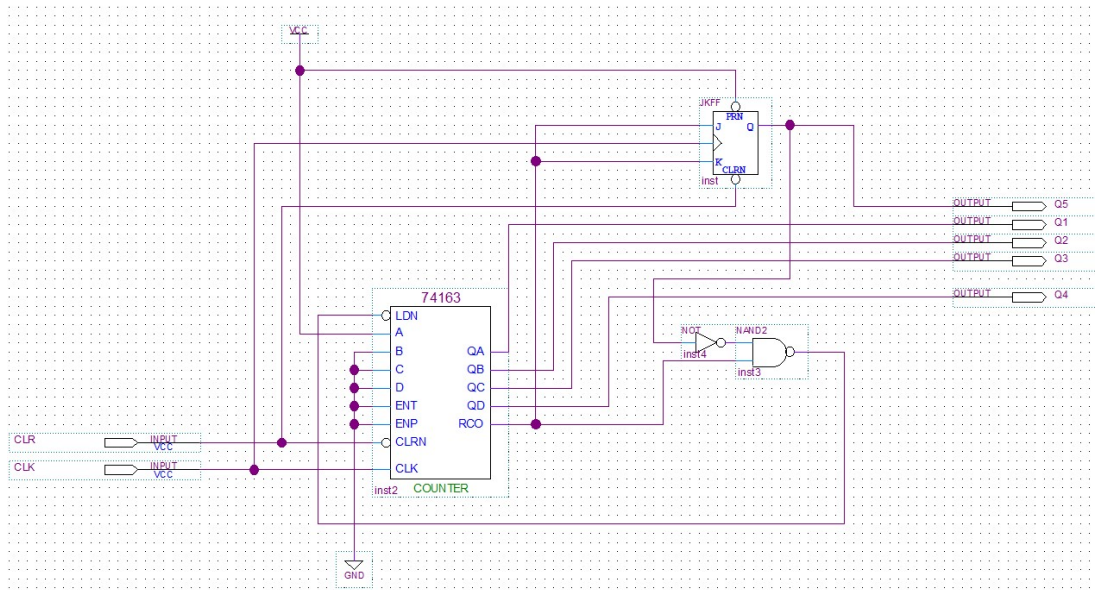 VCC
JKFF
PRN
J Q
K
CLRN
inst
OUTPUT Q5
OUTPUT Q1
OUTPUT Q2
OUTPUT Q3
OUTPUT Q4
74163
LDN
A
B QA
C QB
D QC
ENT QD
ENP RCO
CLRN
CLK
inst2 COUNTER
NOT
inst4
NAND2
inst3
CLR INPUT
VCC
CLK INPUT
VCC
GND